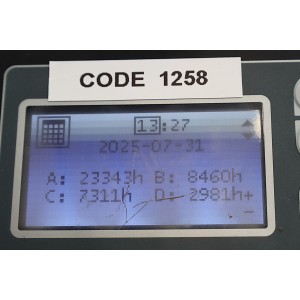 CODE 1258
13:27
2025-07-31
A: 23343h B: 8460h
C: 7311h D: 2981h+
-